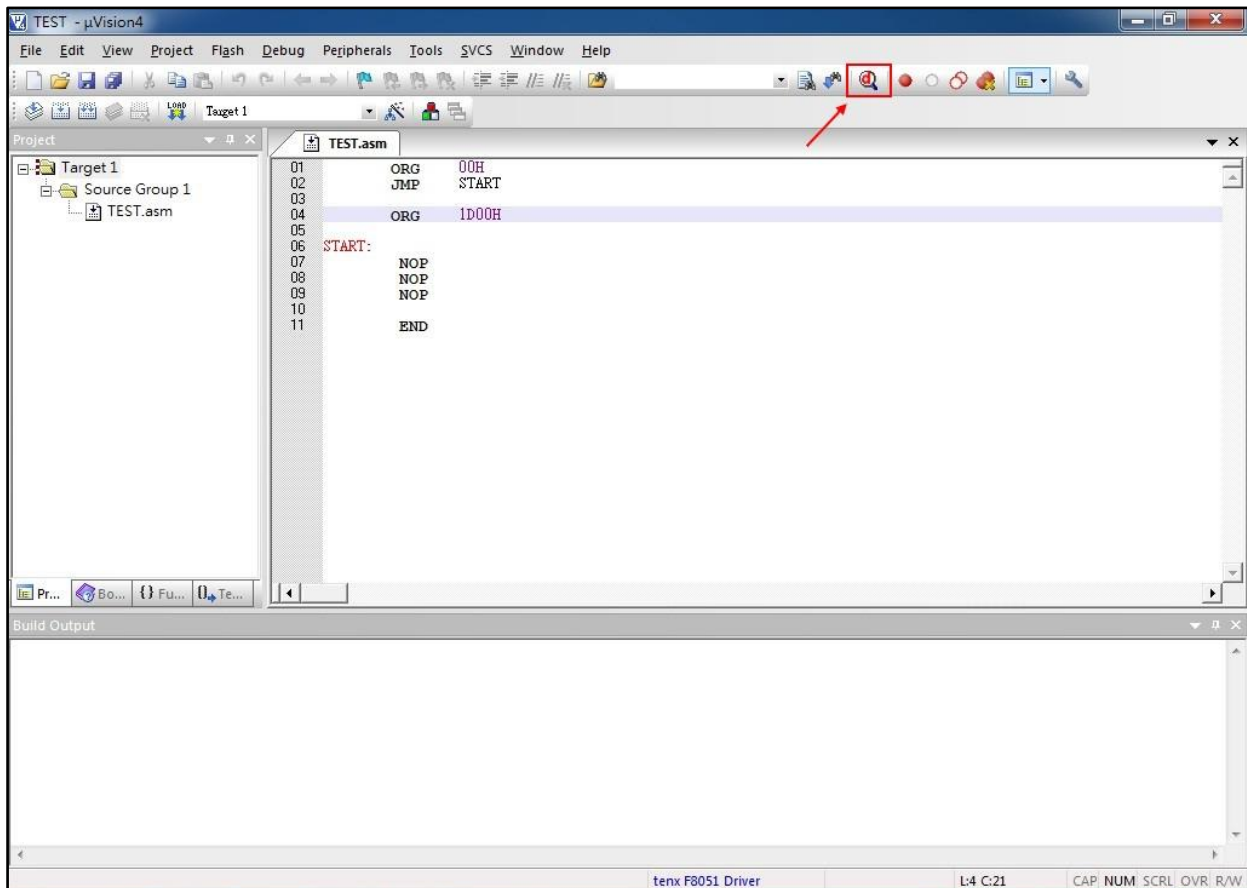 TEST - µVision4
File Edit View Project Flash Debug Peripherals Tools SVCS Window Help
LOAD Target 1
Project
TEST.asm
Target 1
Source Group 1
TEST.asm
01 ORG 00H
02 JMP START
03
04 ORG 1D00H
05
06 START:
07 NOP
08 NOP
09 NOP
10
11 END
Pr... Bo... {} Fu... Te...
Build Output
tenx F8051 Driver L:4 C:21 CAP NUM SCRL OVR R/W